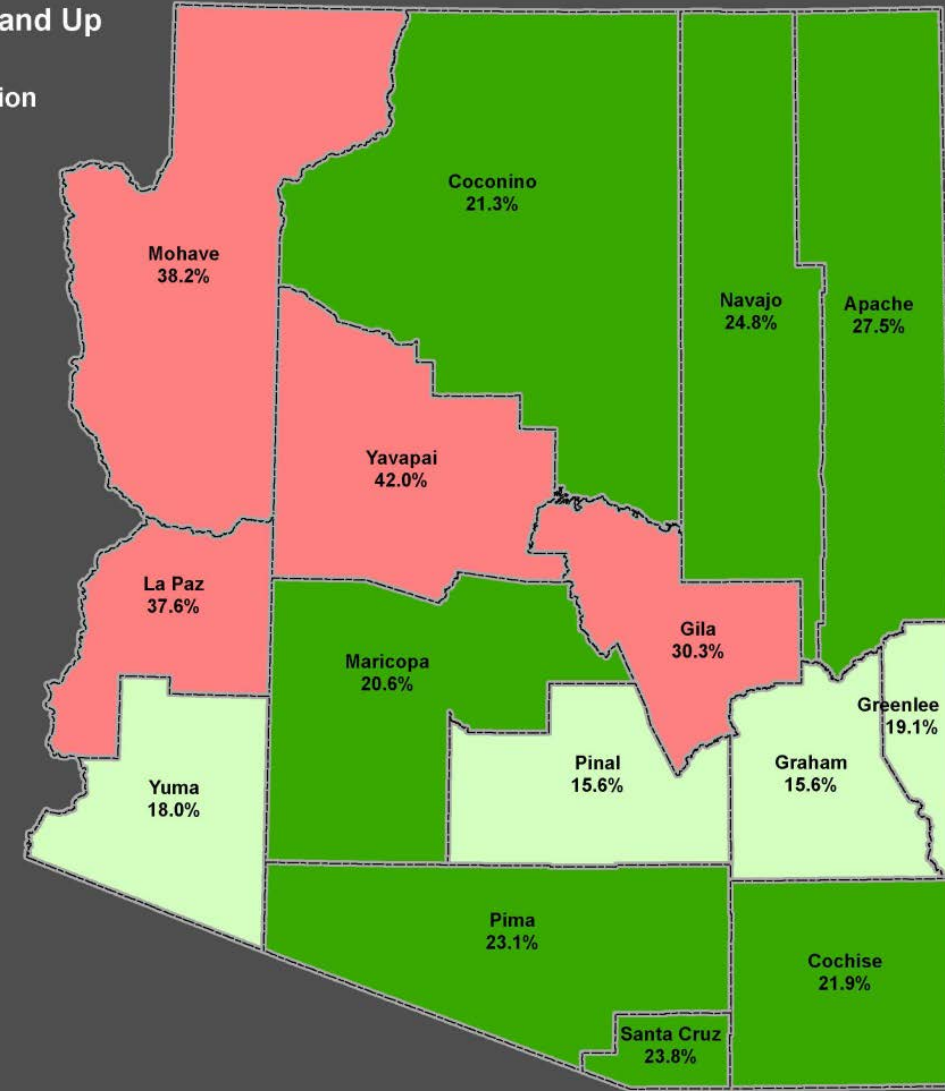 and Up
ion
Coconino
21.3%
Mohave
38.2%
Navajo
24.8%
Apache
27.5%
Yavapai
42.0%
La Paz
37.6%
Gila
30.3%
Maricopa
20.6%
Greenlee
19.1%
Pinal
15.6%
Graham
15.6%
Yuma
18.0%
Pima
23.1%
Cochise
21.9%
Santa Cruz
23.8%